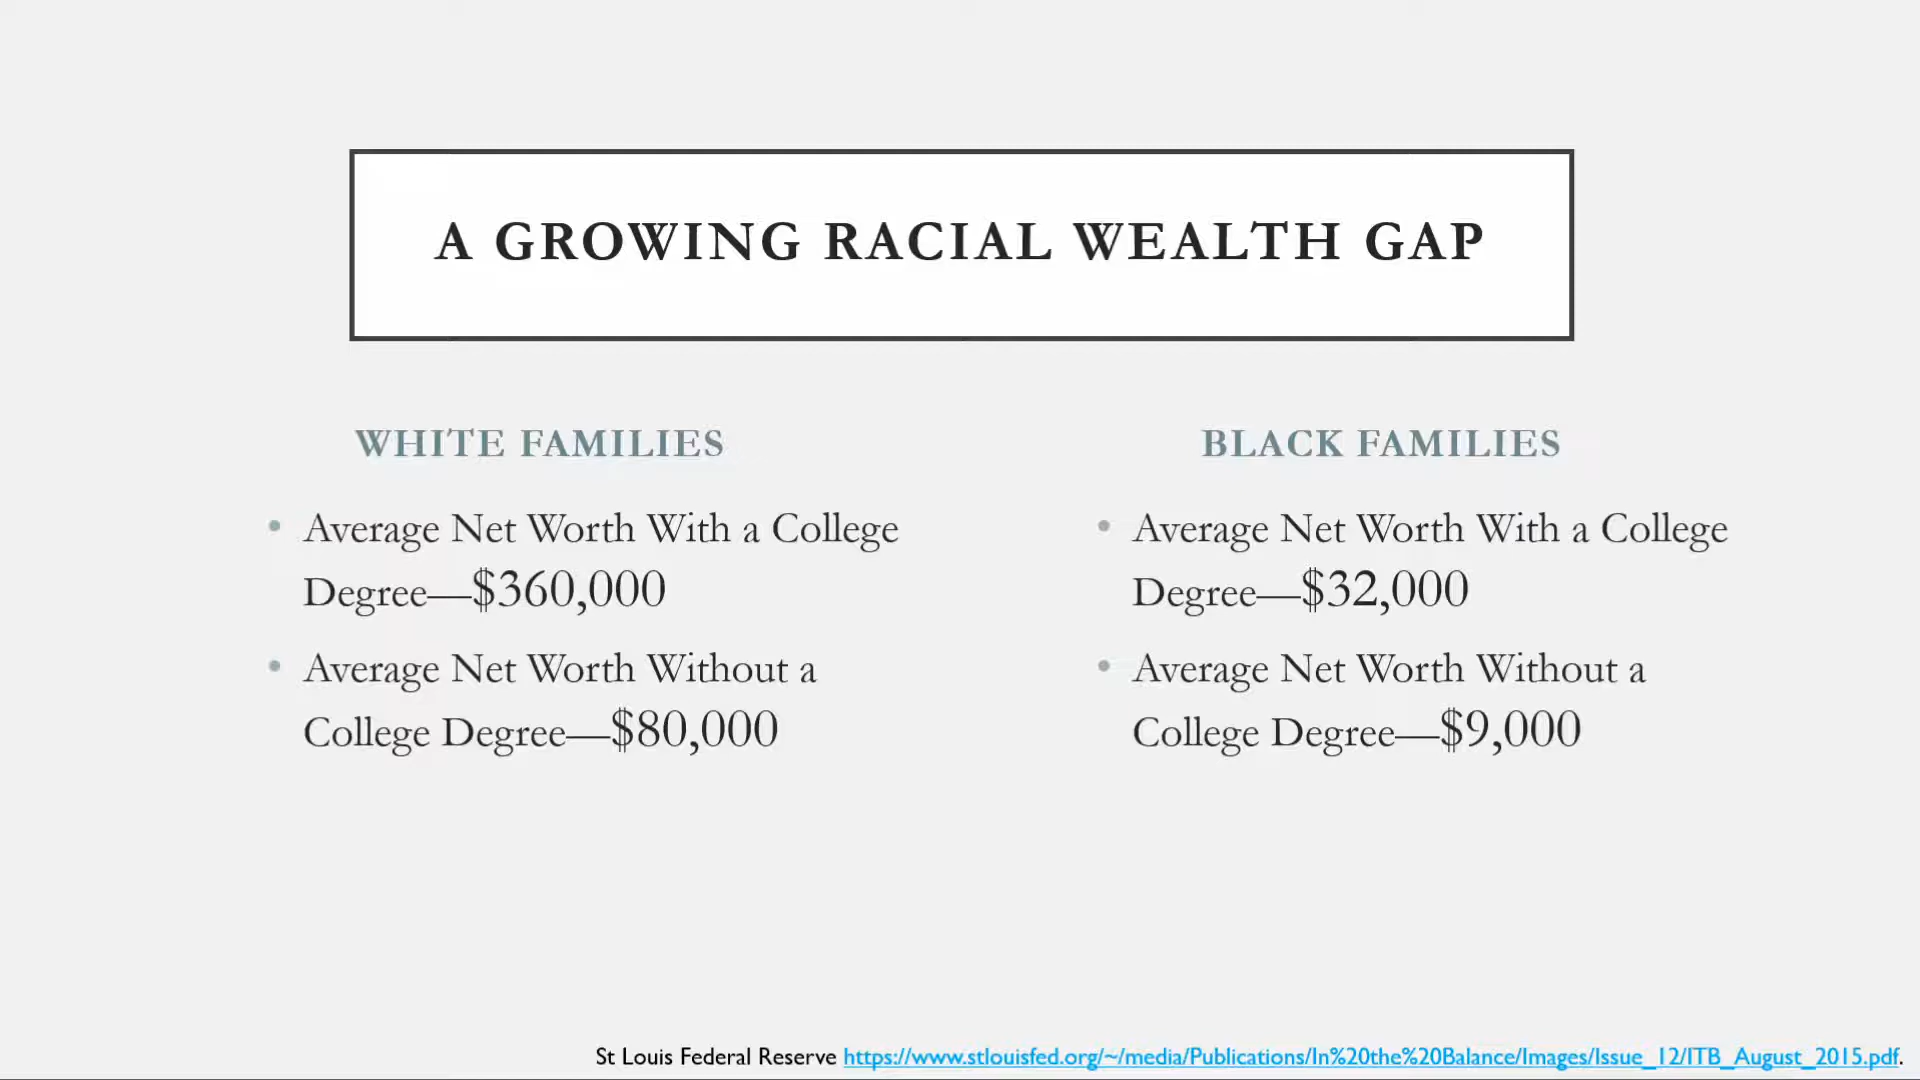 A GROWING RACIAL WEALTH GAP
WHITE FAMILIES
• Average Net Worth With a College
Degree—$360,000
• Average Net Worth Without a
College Degree—$80,000
BLACK FAMILIES
• Average Net Worth With a College
Degree—$32,000
• Average Net Worth Without a
College Degree—$9,000
St Louis Federal Reserve https://www.stlouisfed.org/~/media/Publications/In%20the%20Balance/Images/Issue_12/ITB_August_2015.pdf.